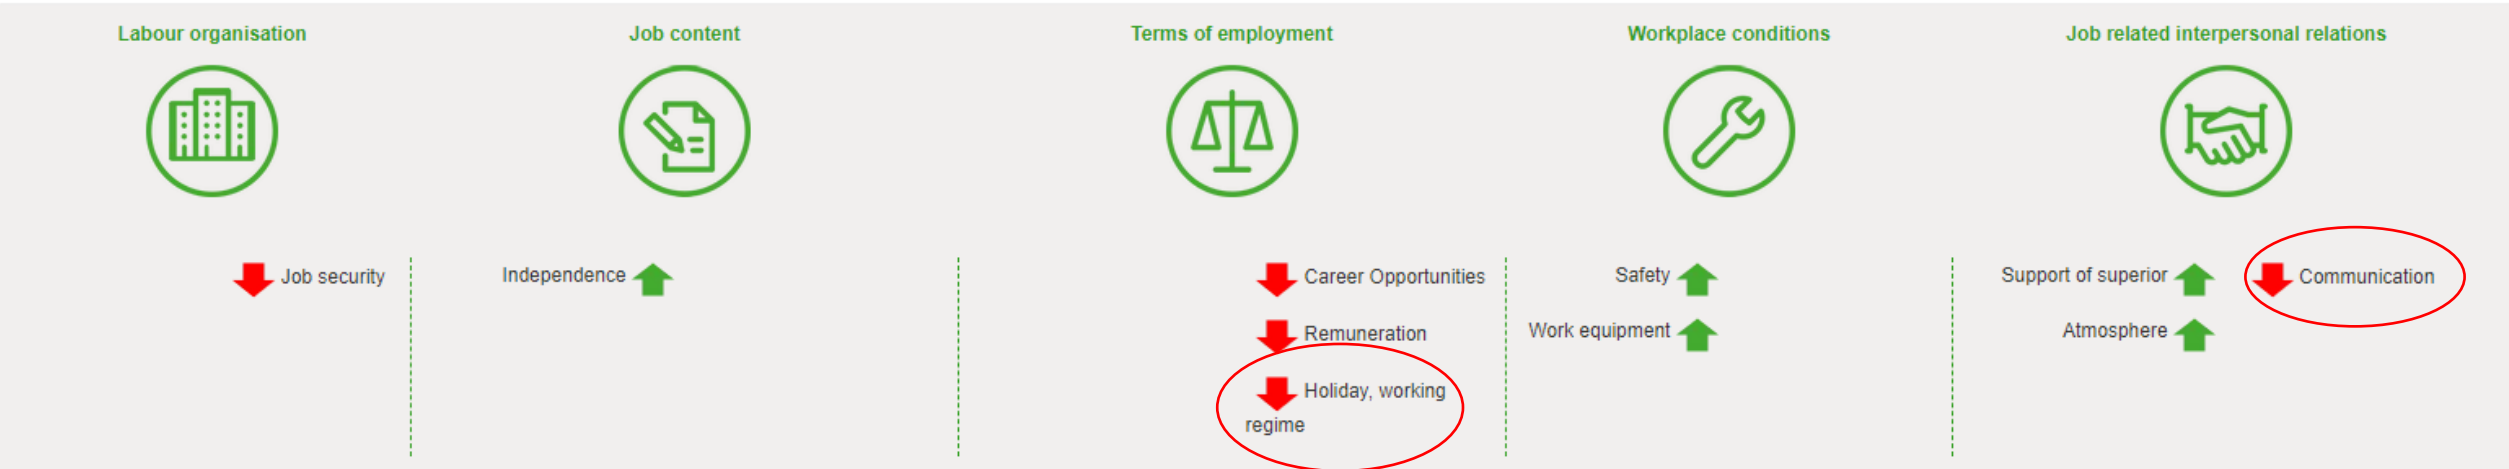 Labour organisation
Job content
Terms of employment
Workplace conditions
Job related interpersonal relations
Job security
Independence
Career Opportunities
Remuneration
Holiday, working
regime
Safety
Work equipment
Support of superior
Atmosphere
Communication